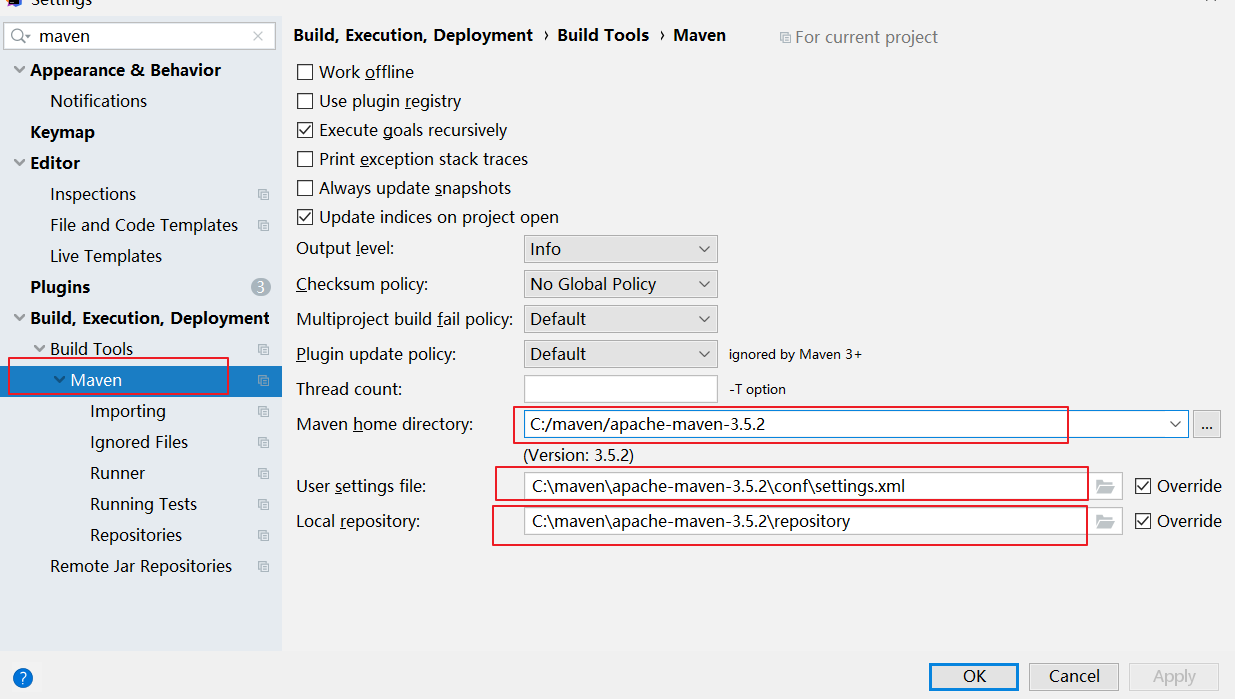 Settings
maven
Appearance & Behavior
Notifications
Keymap
Editor
Inspections
File and Code Templates
Live Templates
Plugins 3
Build, Execution, Deployment
Build Tools
Maven
Importing
Ignored Files
Runner
Running Tests
Repositories
Remote Jar Repositories
Build, Execution, Deployment › Build Tools › Maven For current project
Work offline
Use plugin registry
Execute goals recursively
Print exception stack traces
Always update snapshots
Update indices on project open
Output level: Info
Checksum policy: No Global Policy
Multiproject build fail policy: Default
Plugin update policy: Default ignored by Maven 3+
Thread count: -T option
Maven home directory: C:/maven/apache-maven-3.5.2 ...
(Version: 3.5.2)
User settings file: C:\maven\apache-maven-3.5.2\conf\settings.xml Override
Local repository: C:\maven\apache-maven-3.5.2\repository Override
? OK Cancel Apply